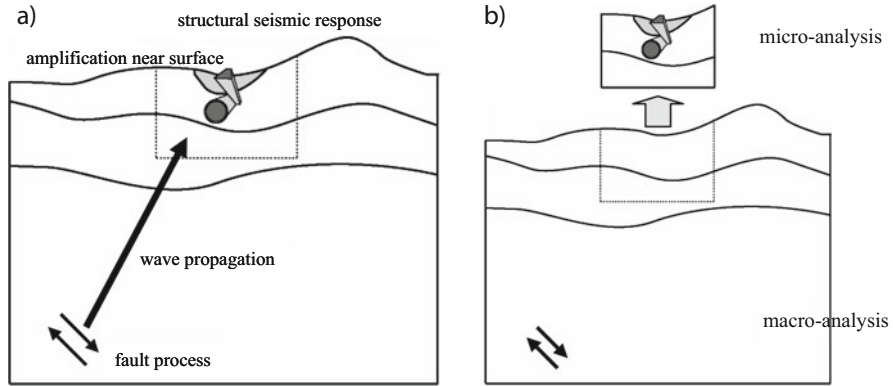 a)
structural seismic response
amplification near surface
wave propagation
fault process
b)
micro-analysis
macro-analysis